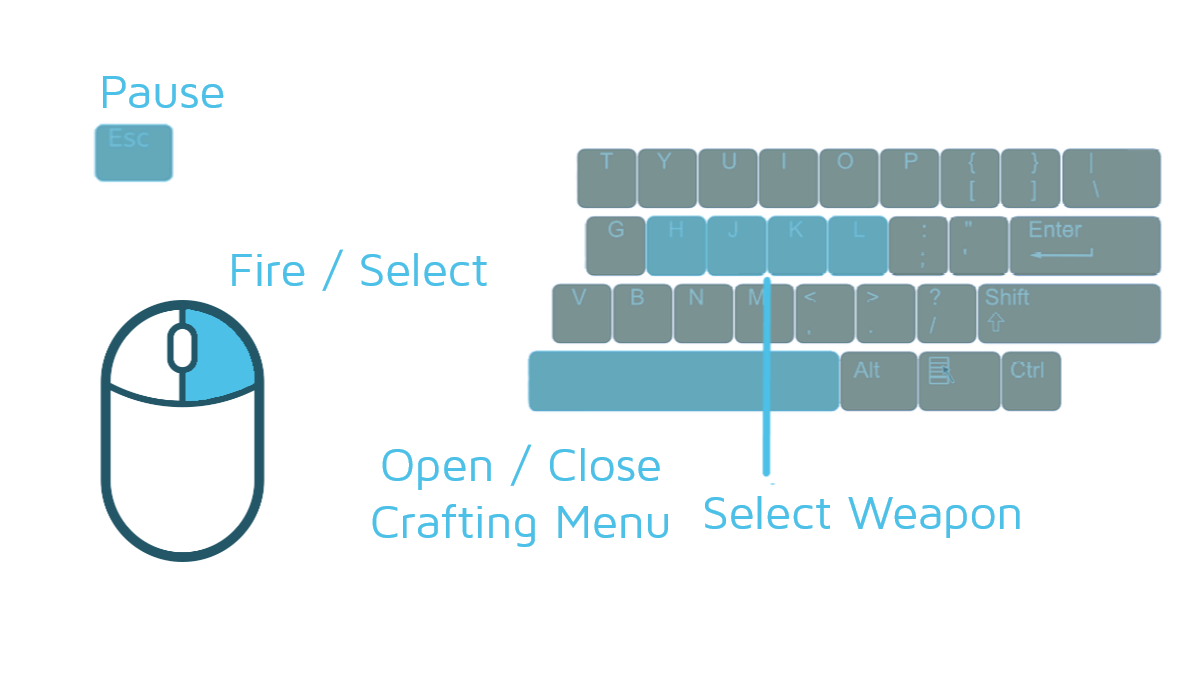 Pause
Esc
T Y U I O P { [ } ] | \
Fire / Select
G H J K L : ; " ' Enter
V B N M < , > . ? / Shift
Alt Ctrl
Open / Close
Crafting Menu
Select Weapon